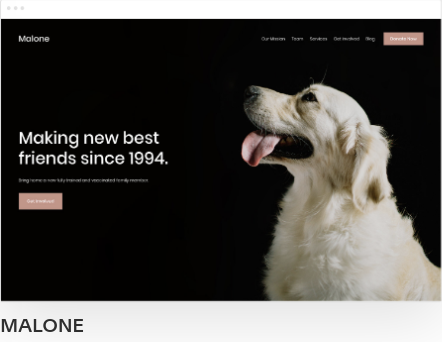 Malone
Our Mission Team Services Get Involved Blog Donate Now
Making new best
friends since 1994.
Bring home a new fully trained and vaccinated family member.
Get Involved
MALONE